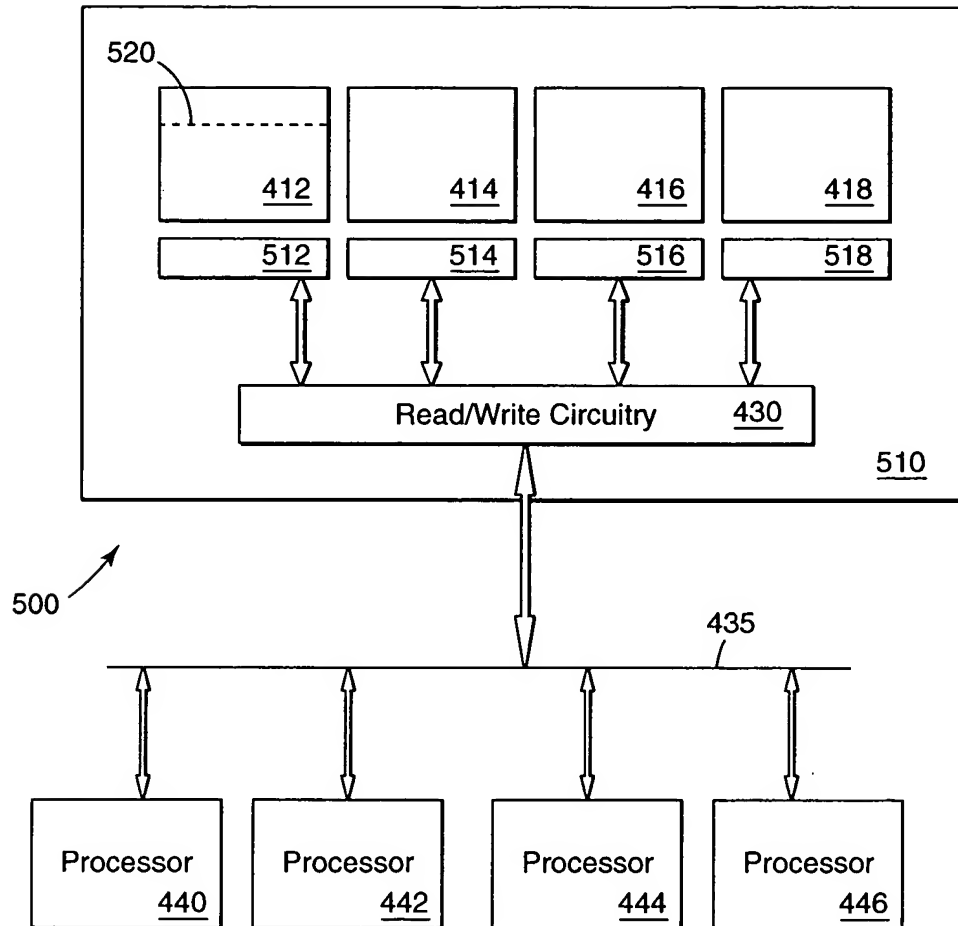 520
412 414 416 418
512 514 516 518
Read/Write Circuitry 430
510
500
435
Processor Processor Processor Processor
440 442 444 446